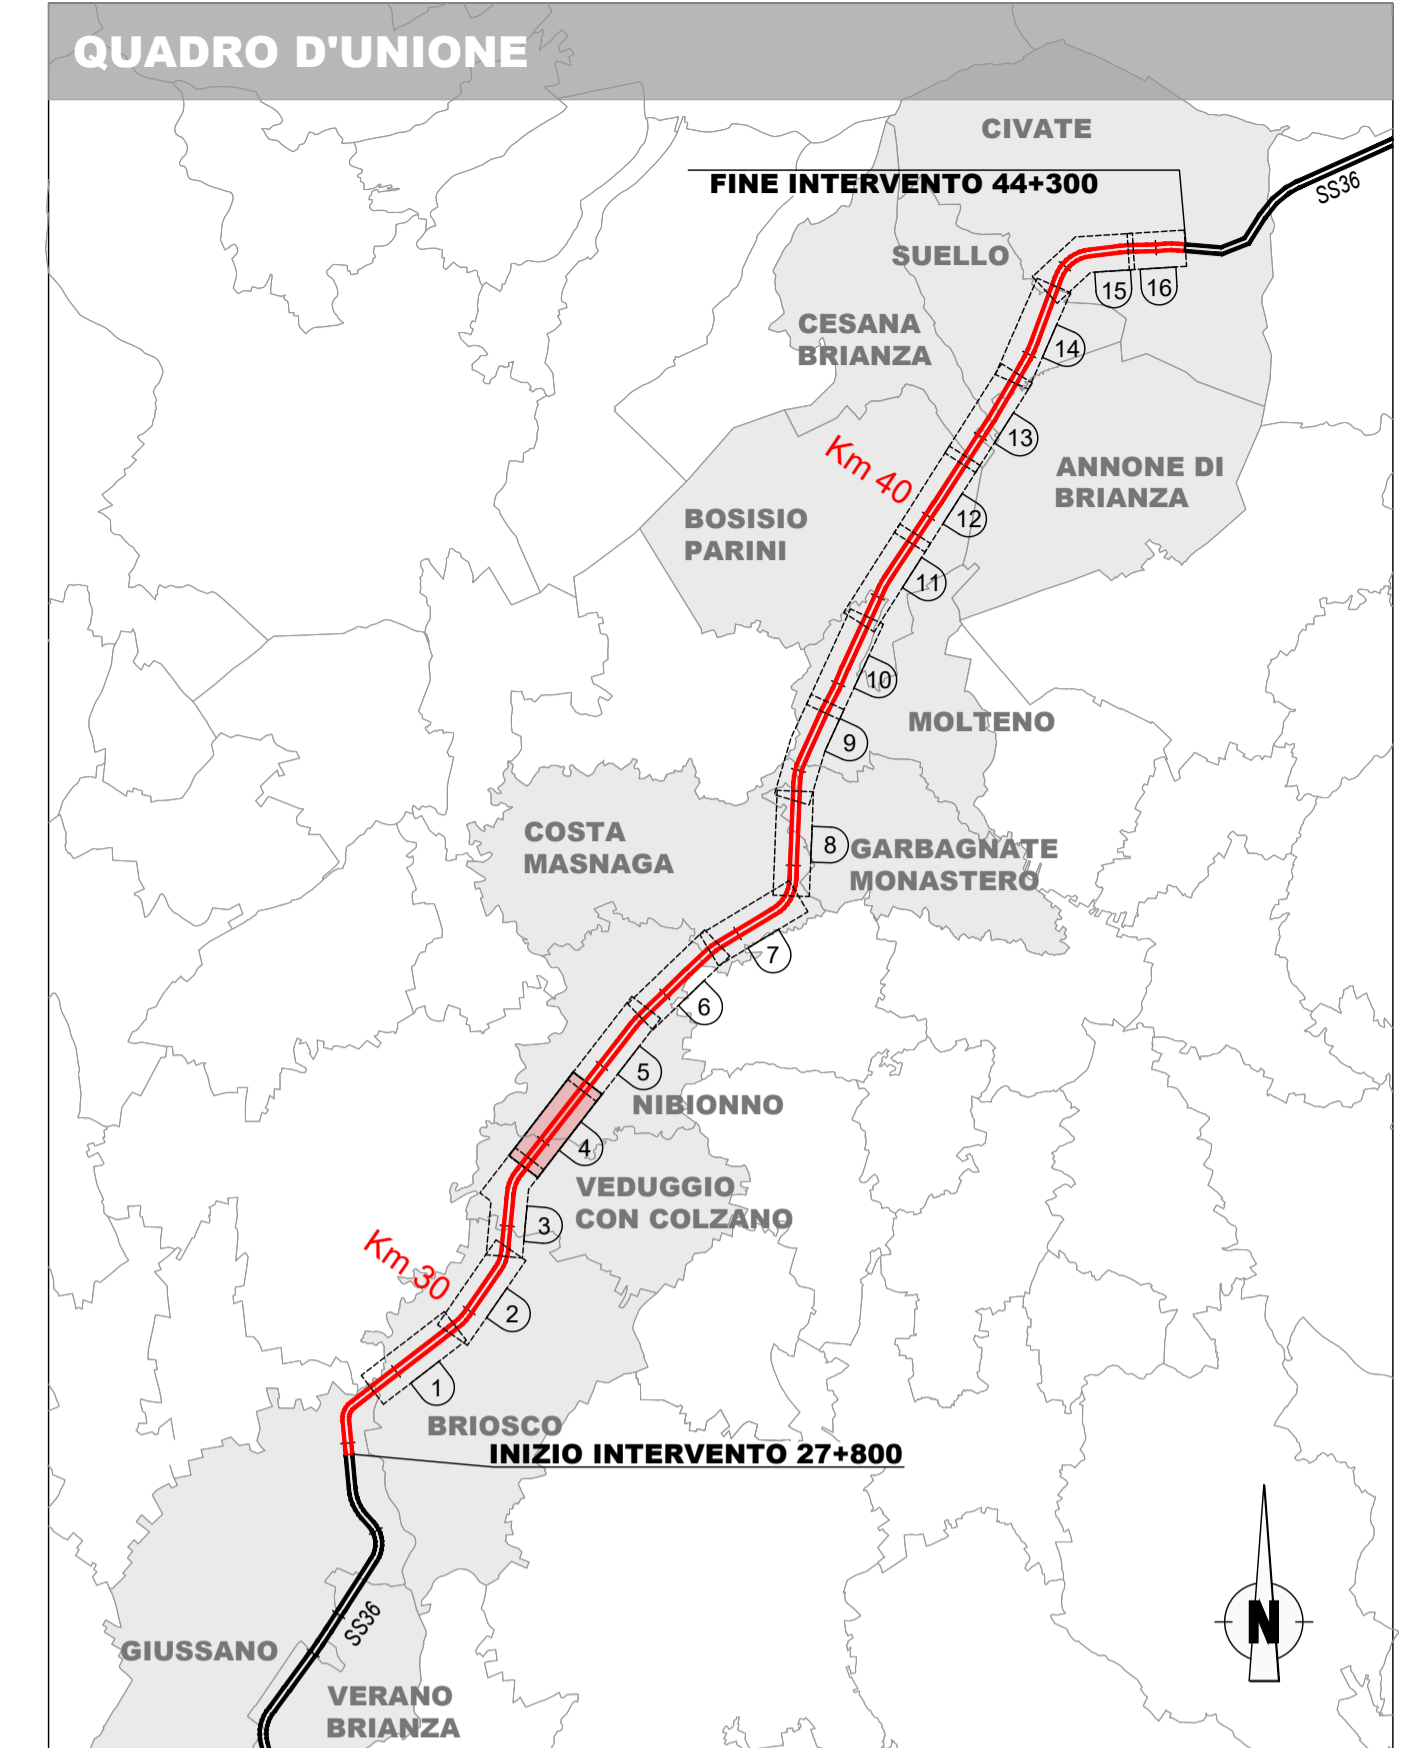 QUADRO D'UNIONE
CIVATE
FINE INTERVENTO 44+300
SS36
SUELLO
15
16
CESANA
BRIANZA
14
13
Km 40
ANNONE DI
BRIANZA
BOSISIO
PARINI
12
11
10
MOLTENO
9
COSTA
MASNAGA
8
GARBAGNATE
MONASTERO
7
6
5
NIBIONNO
4
VEDUGGIO
CON COLZANO
3
Km 30
2
1
BRIOSCO
INIZIO INTERVENTO 27+800
SS36
GIUSSANO
VERANO
BRIANZA
N